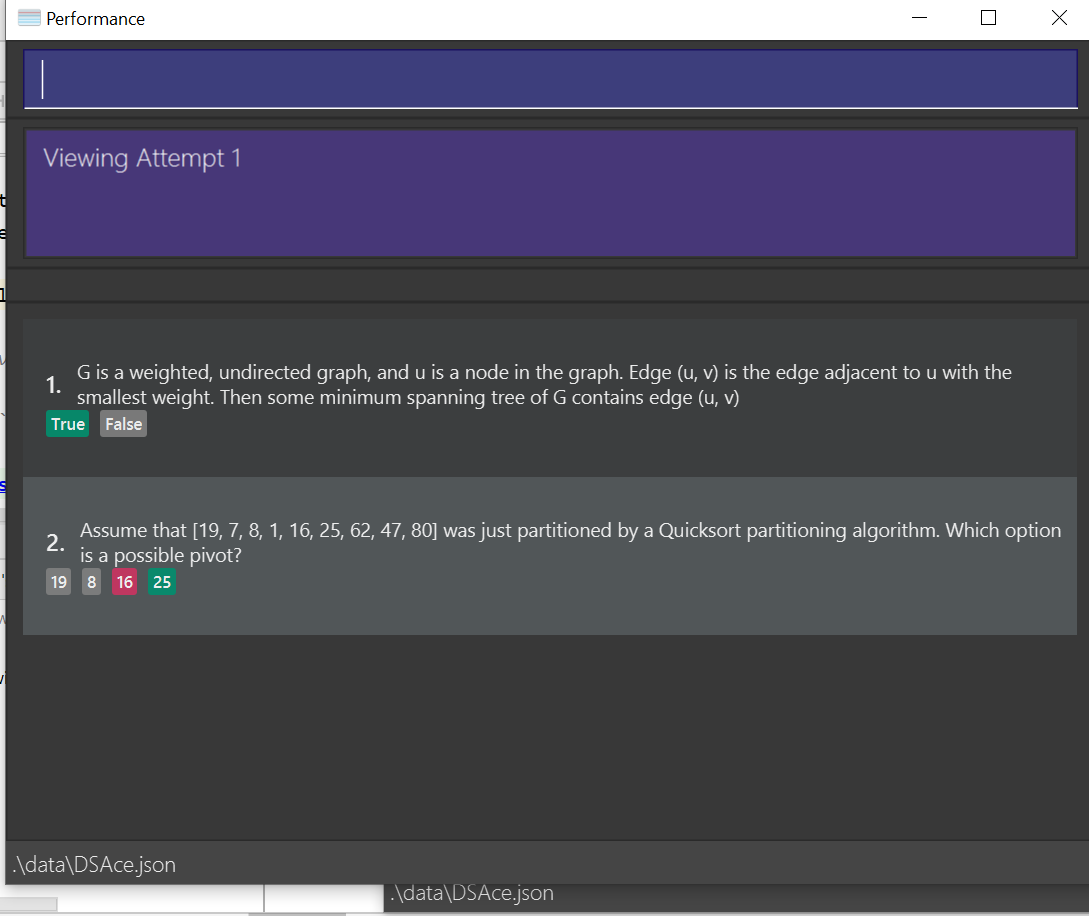 Performance
Viewing Attempt 1
1.
G is a weighted, undirected graph, and u is a node in the graph. Edge (u, v) is the edge adjacent to u with the
smallest weight. Then some minimum spanning tree of G contains edge (u, v)
True False
2.
Assume that [19, 7, 8, 1, 16, 25, 62, 47, 80] was just partitioned by a Quicksort partitioning algorithm. Which option
is a possible pivot?
19 8 16 25
.\data\DSAce.json
.\data\DSAce.json